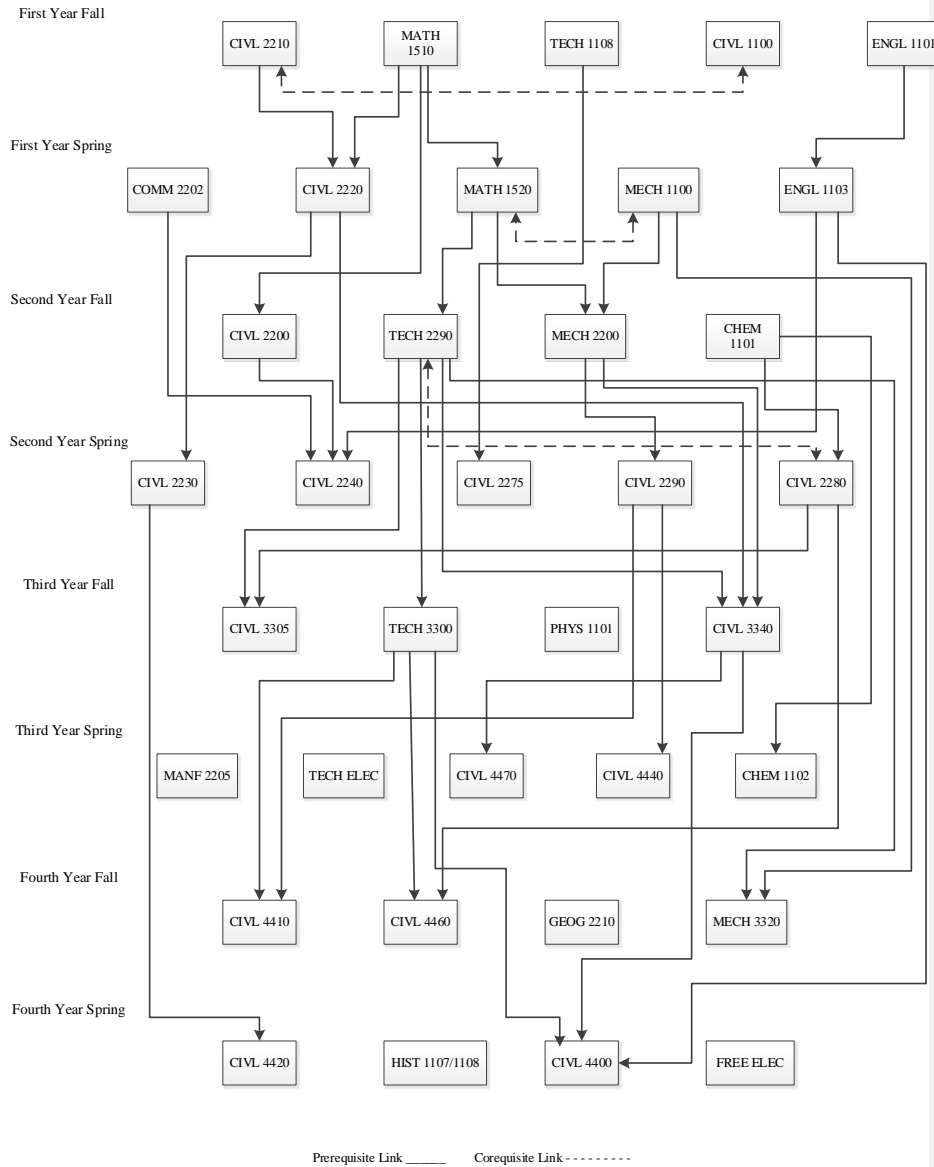 First Year Fall
CIVL 2210
MATH
1510
TECH 1108
CIVL 1100
ENGL 1101
First Year Spring
COMM 2202
CIVL 2220
MATH 1520
MECH 1100
ENGL 1103
Second Year Fall
CIVL 2200
TECH 2290
MECH 2200
CHEM
1101
Second Year Spring
CIVL 2230
CIVL 2240
CIVL 2275
CIVL 2290
CIVL 2280
Third Year Fall
CIVL 3305
TECH 3300
PHYS 1101
CIVL 3340
Third Year Spring
MANF 2205
TECH ELEC
CIVL 4470
CIVL 4440
CHEM 1102
Fourth Year Fall
CIVL 4410
CIVL 4460
GEOG 2210
MECH 3320
Fourth Year Spring
CIVL 4420
HIST 1107/1108
CIVL 4400
FREE ELEC
Prerequisite Link ______ Corequisite Link - - - - - - - - -